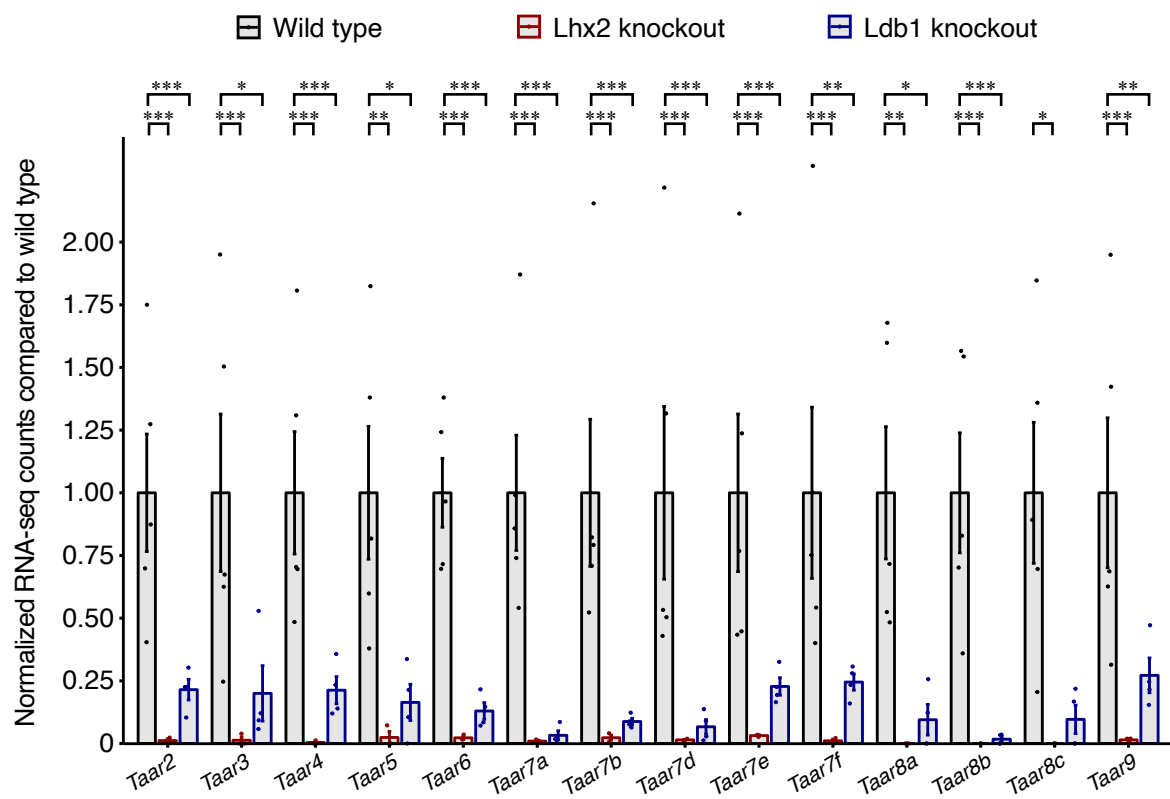 Wild type Lhx2 knockout Ldb1 knockout
*** * *** * *** *** *** *** *** ** * *** **
*** *** *** ** *** *** *** *** *** *** ** *** * ***
Normalized RNA-seq counts compared to wild type
2.00
1.75
1.50
1.25
1.00
0.75
0.50
0.25
0
Taar2 Taar3 Taar4 Taar5 Taar6 Taar7a Taar7b Taar7d Taar7e Taar7f Taar8a Taar8b Taar8c Taar9